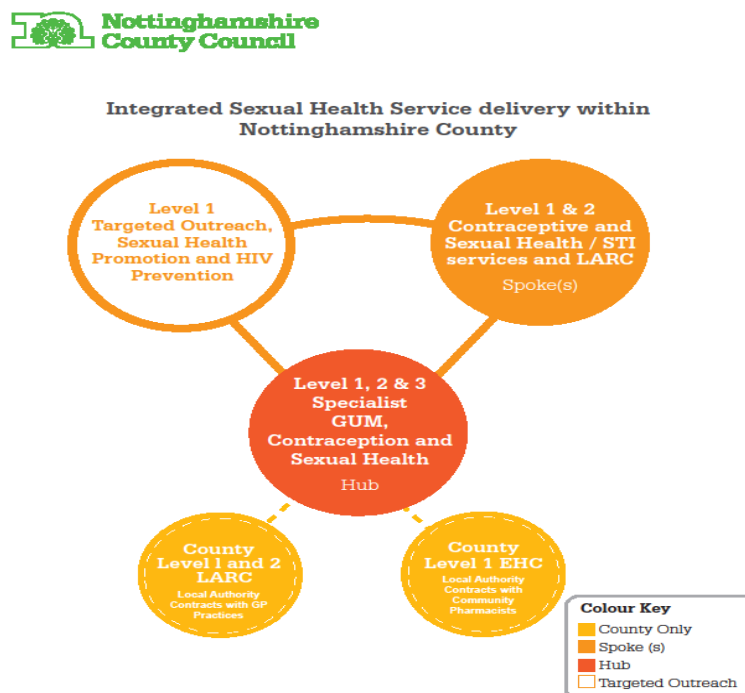 Nottinghamshire
County Council
Integrated Sexual Health Service delivery within
Nottinghamshire County
Level 1
Targeted Outreach,
Sexual Health
Promotion and HIV
Prevention
Level 1 & 2
Contraceptive and
Sexual Health / STI
services and LARC
Spoke(s)
Level 1, 2 & 3
Specialist
GUM,
Contraception and
Sexual Health
Hub
County
Level l and 2
LARC
Local Authority
Contracts with GP
Practices
County
Level 1 EHC
Local Authority
Contracts with
Community
Pharmacists
Colour Key
County Only
Spoke (s)
Hub
Targeted Outreach